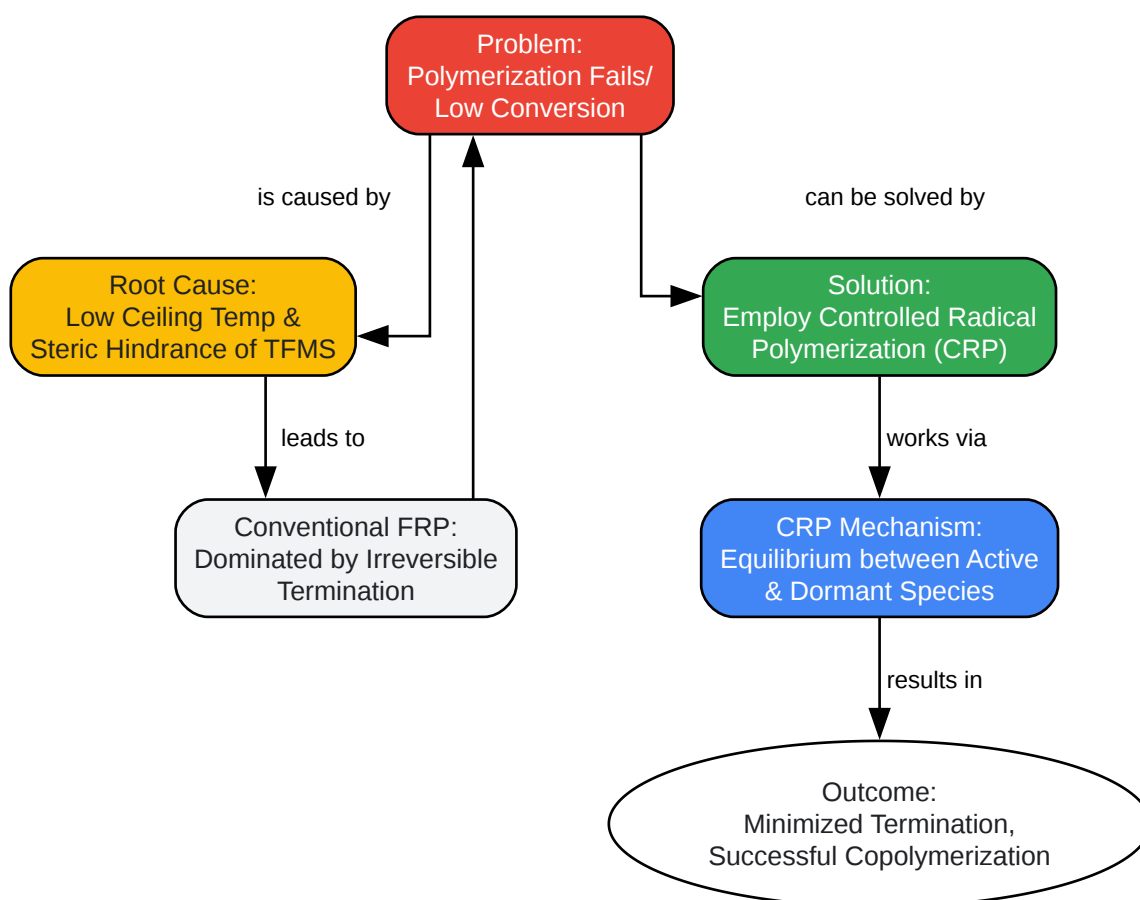 Problem:
Polymerization Fails/
Low Conversion
is caused by
can be solved by
Root Cause:
Low Ceiling Temp &
Steric Hindrance of TFMS
Solution:
Employ Controlled Radical
Polymerization (CRP)
leads to
works via
Conventional FRP:
Dominated by Irreversible
Termination
CRP Mechanism:
Equilibrium between Active
& Dormant Species
results in
Outcome:
Minimized Termination,
Successful Copolymerization